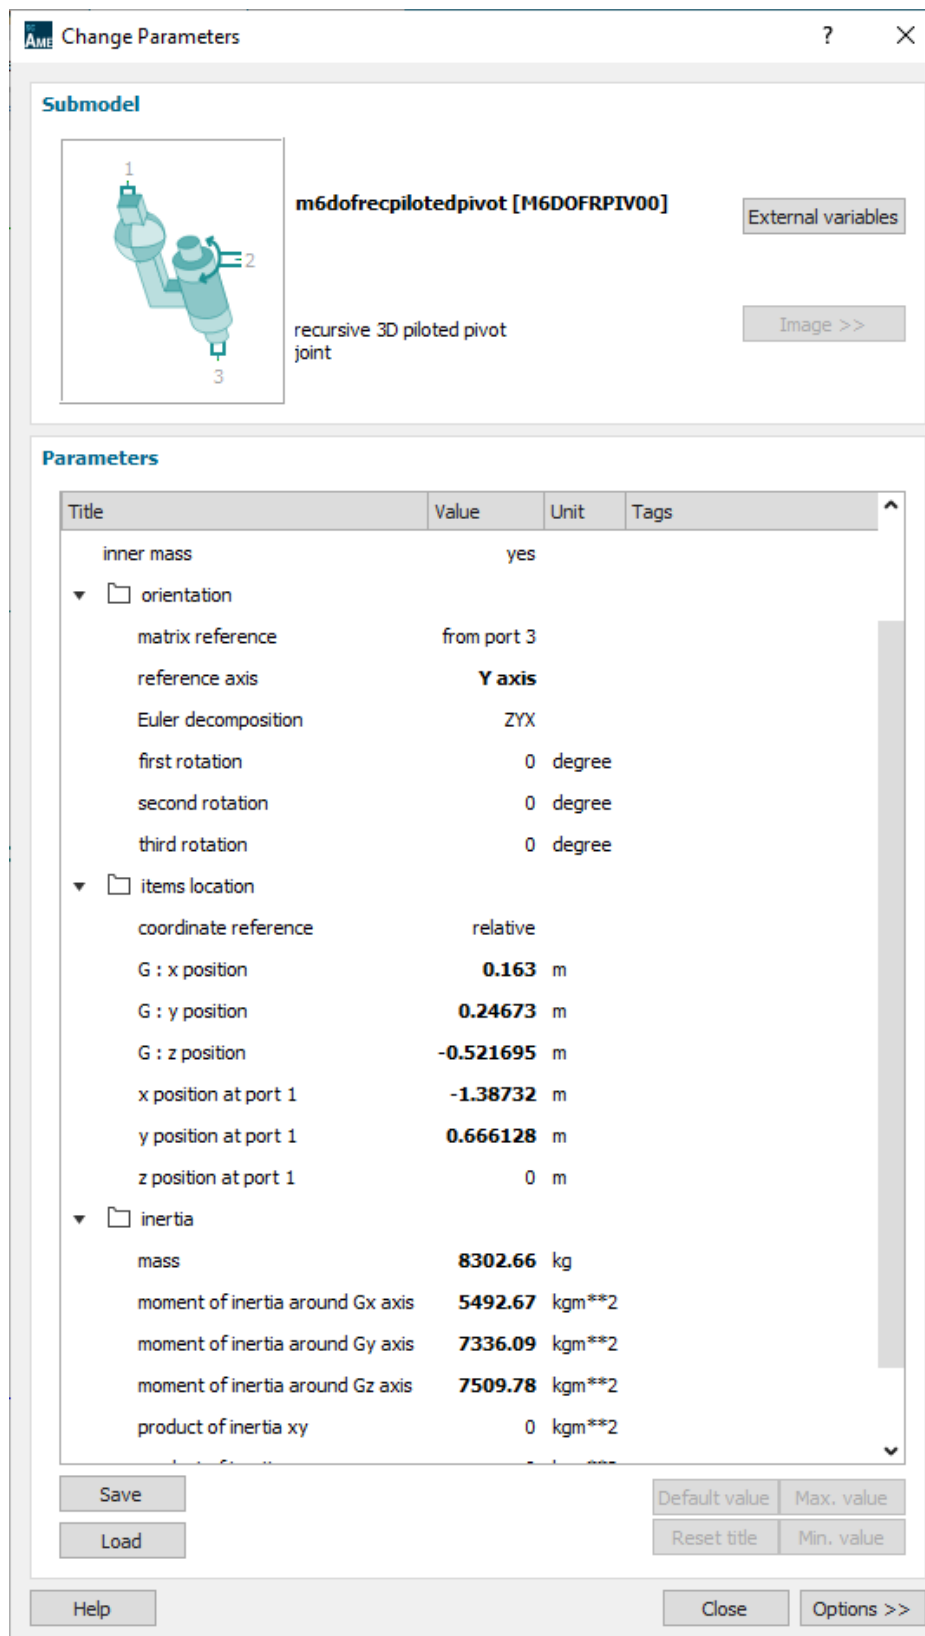 AME Change Parameters ? X
Submodel
1
2
3
m6dofrecpilotedpivot [M6DOFRPIV00]
External variables
recursive 3D piloted pivot
joint
Image >>
Parameters
Title Value Unit Tags
inner mass yes
orientation
matrix reference from port 3
reference axis Y axis
Euler decomposition ZYX
first rotation 0 degree
second rotation 0 degree
third rotation 0 degree
items location
coordinate reference relative
G : x position 0.163 m
G : y position 0.24673 m
G : z position -0.521695 m
x position at port 1 -1.38732 m
y position at port 1 0.666128 m
z position at port 1 0 m
inertia
mass 8302.66 kg
moment of inertia around Gx axis 5492.67 kgm**2
moment of inertia around Gy axis 7336.09 kgm**2
moment of inertia around Gz axis 7509.78 kgm**2
product of inertia xy 0 kgm**2
Save Default value Max. value
Load Reset title Min. value
Help Close Options >>